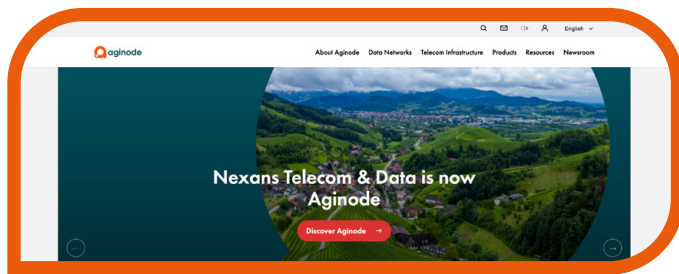 English
aginode
About Aginode Data Networks Telecom Infrastructure Products Resources Newsroom
Nexans Telecom & Data is now
Aginode
Discover Aginode →